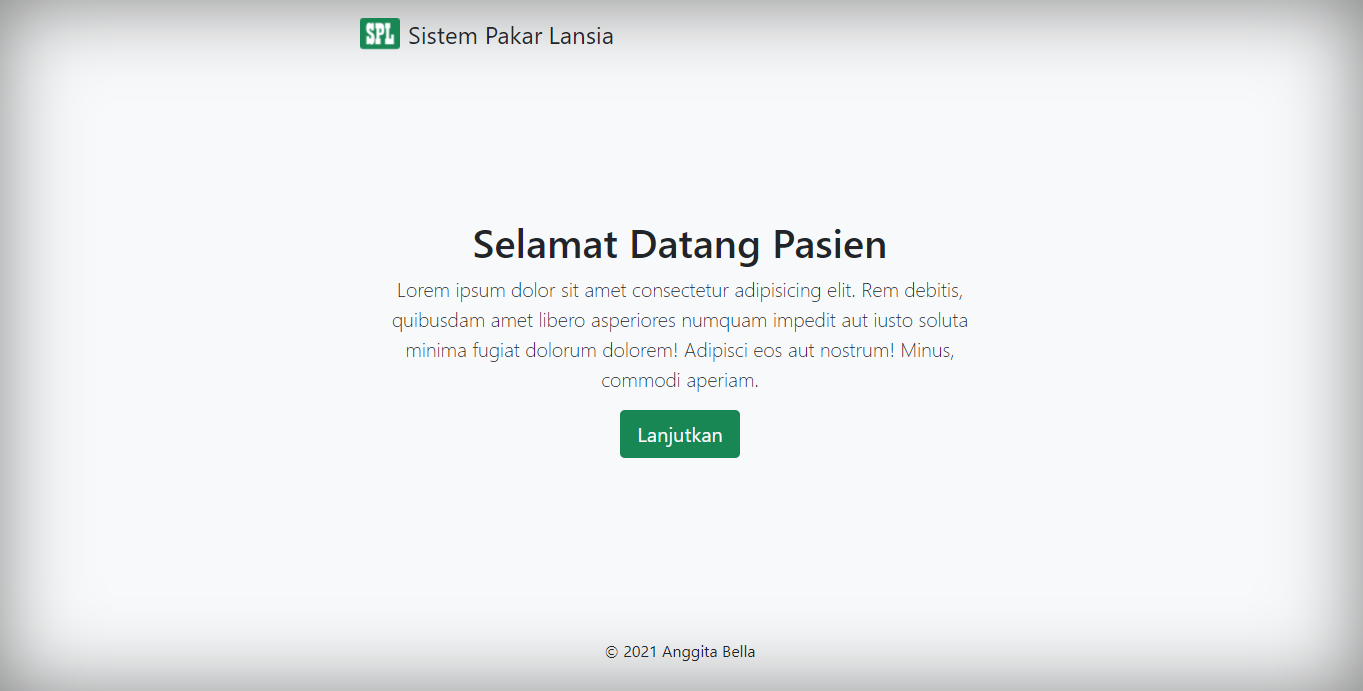 SPL Sistem Pakar Lansia
Selamat Datang Pasien
Lorem ipsum dolor sit amet consectetur adipisicing elit. Rem debitis,
quibusdam amet libero asperiores numquam impedit aut iusto soluta
minima fugiat dolorum dolorem! Adipisci eos aut nostrum! Minus,
commodi aperiam.
Lanjutkan
© 2021 Anggita Bella